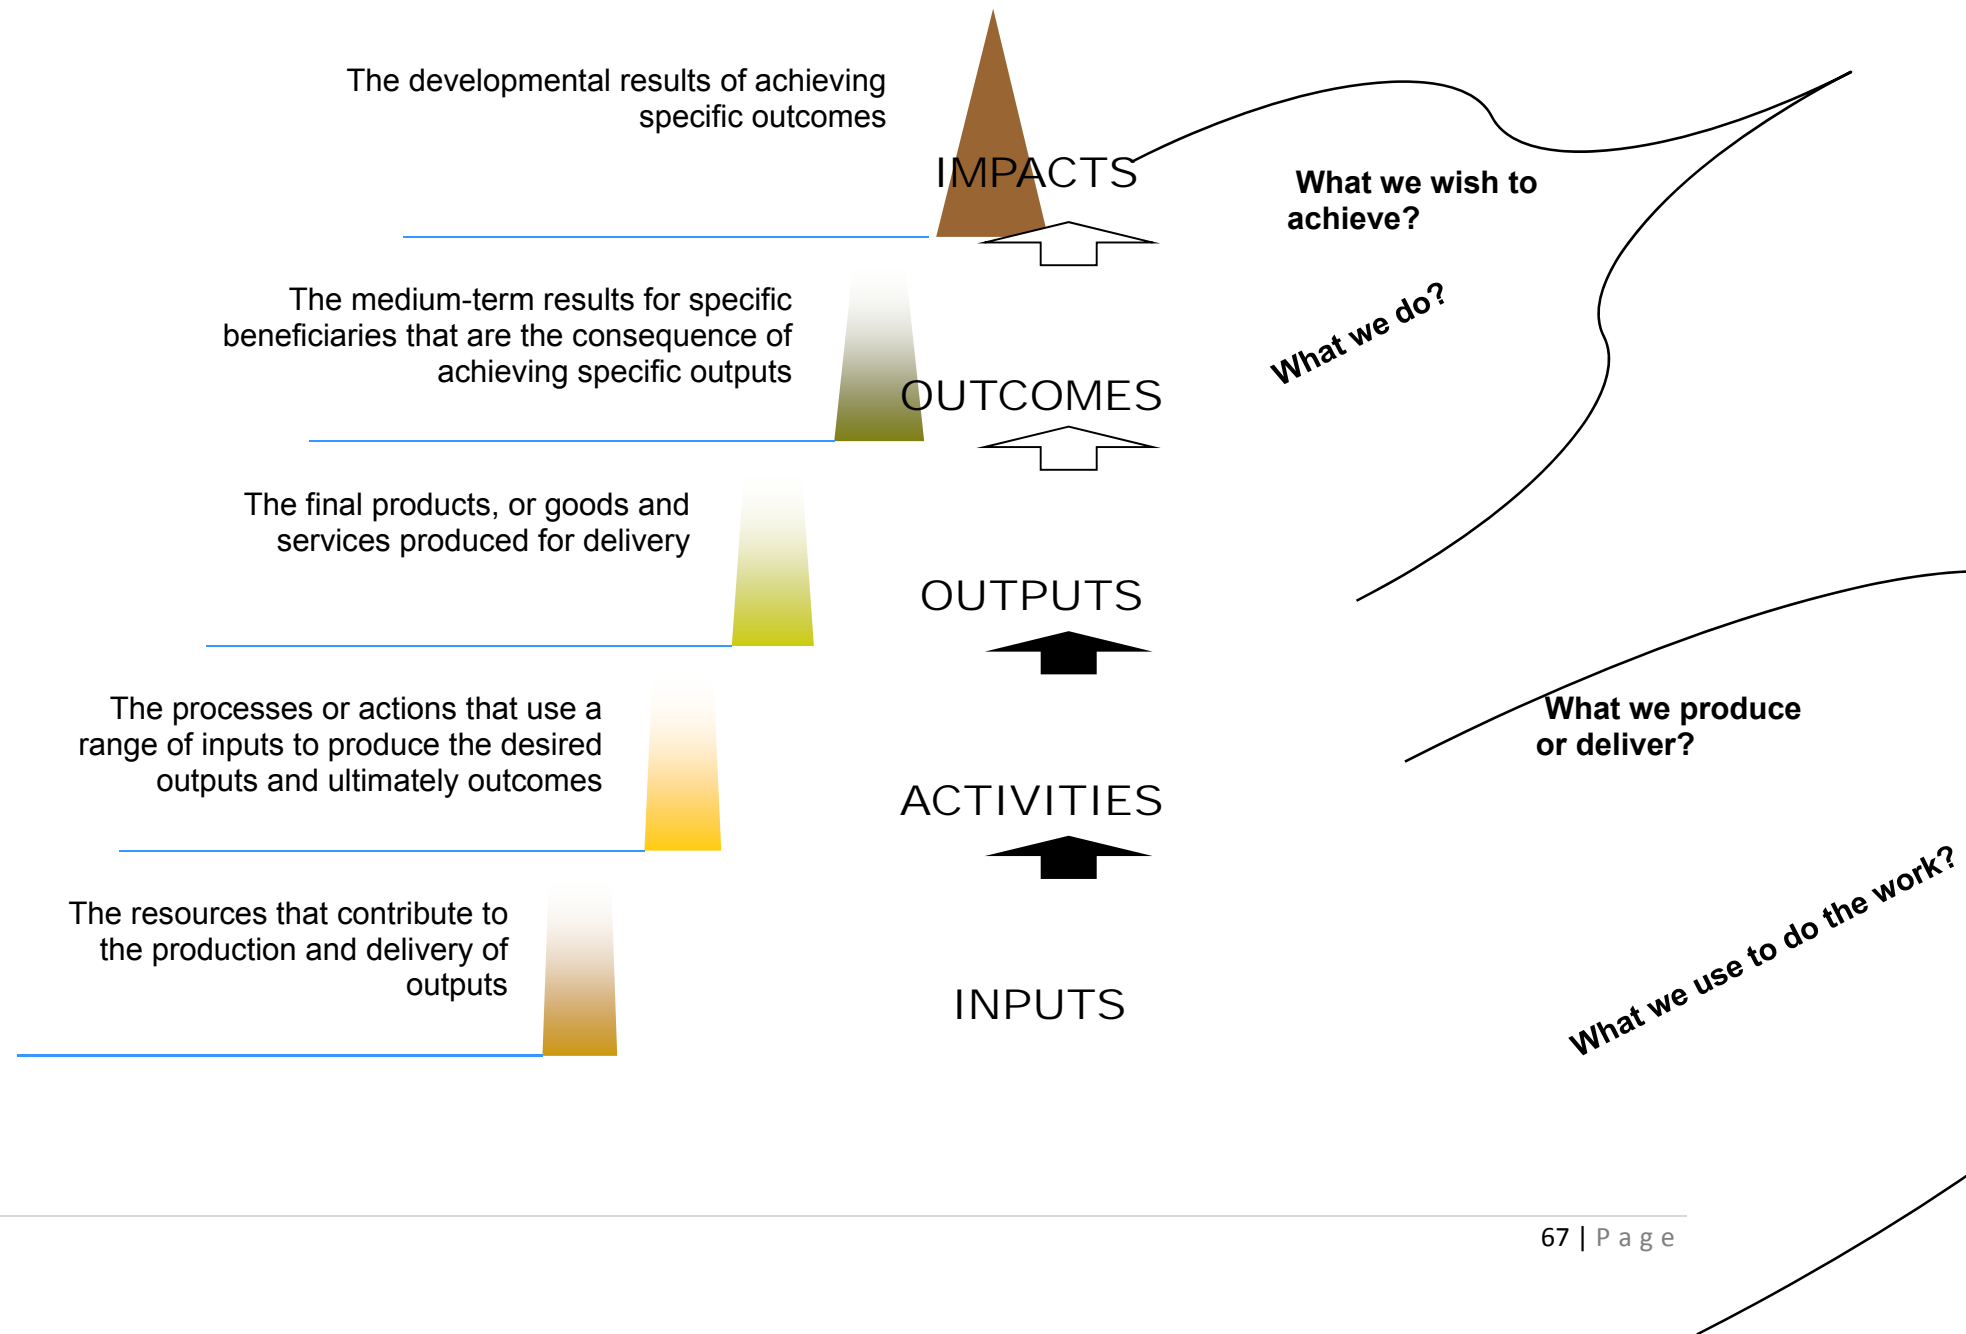 The developmental results of achieving
specific outcomes
IMPACTS
What we wish to
achieve?
The medium-term results for specific
beneficiaries that are the consequence of
achieving specific outputs
What we do?
OUTCOMES
The final products, or goods and
services produced for delivery
OUTPUTS
The processes or actions that use a
range of inputs to produce the desired
outputs and ultimately outcomes
What we produce
or deliver?
ACTIVITIES
The resources that contribute to
the production and delivery of
outputs
What we use to do the work?
INPUTS
67 | Page